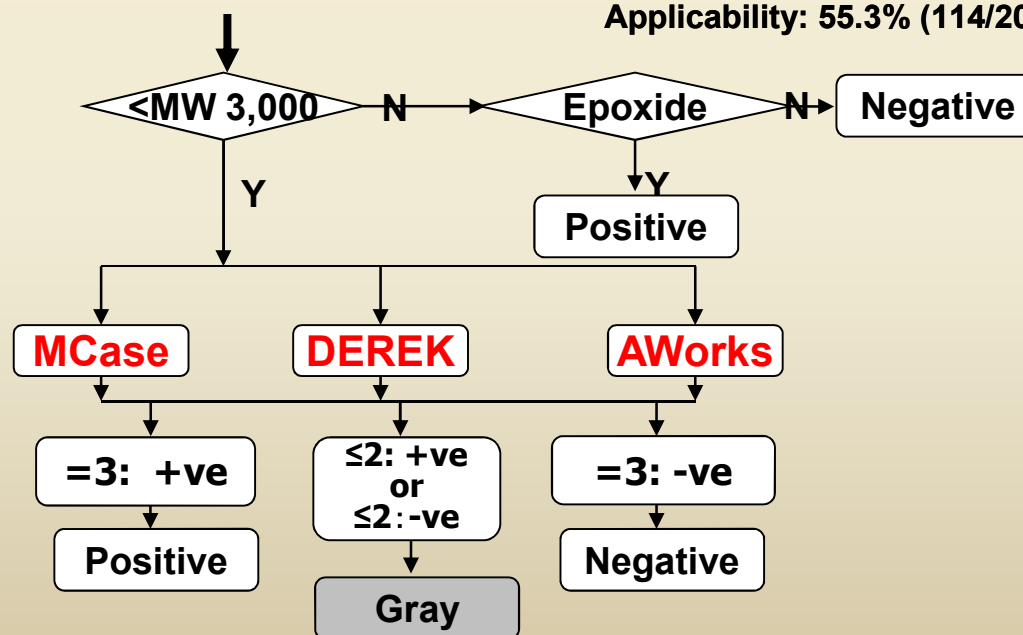 Applicability: 55.3% (114/20
<MW 3,000
N
Epoxide
N
Negative
Y
Y
Positive
MCase
DEREK
AWorks
=3: +ve
≤2: +ve
or
≤2:-ve
=3: -ve
Positive
Negative
Gray